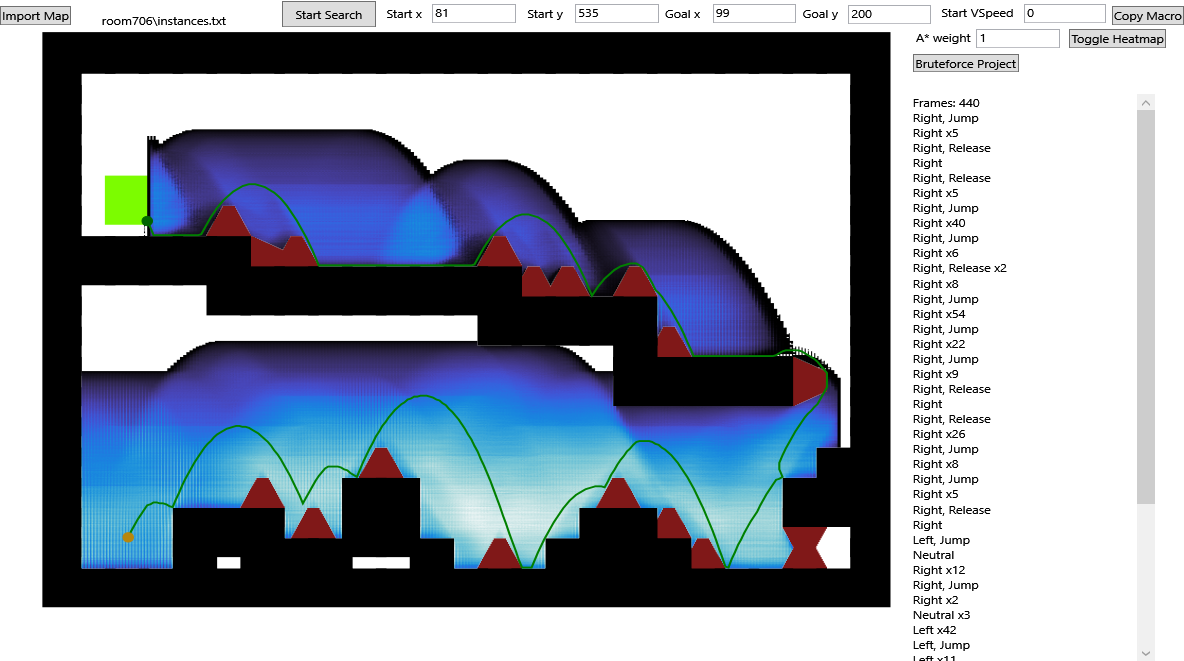 Import Map
room706\instances.txt
Start Search
Start x 81
Start y 535
Goal x 99
Goal y 200
Start VSpeed 0
Copy Macro
A* weight 1
Toggle Heatmap
Bruteforce Project
Frames: 440
Right, Jump
Right x5
Right, Release
Right
Right, Release
Right x5
Right, Jump
Right x40
Right, Jump
Right x6
Right, Release x2
Right x8
Right, Jump
Right x54
Right, Jump
Right x22
Right, Jump
Right x9
Right, Release
Right
Right, Release
Right x26
Right, Jump
Right x8
Right, Jump
Right x5
Right, Release
Right
Left, Jump
Neutral
Right x12
Right, Jump
Right x2
Neutral x3
Left x42
Left, Jump
Left x11